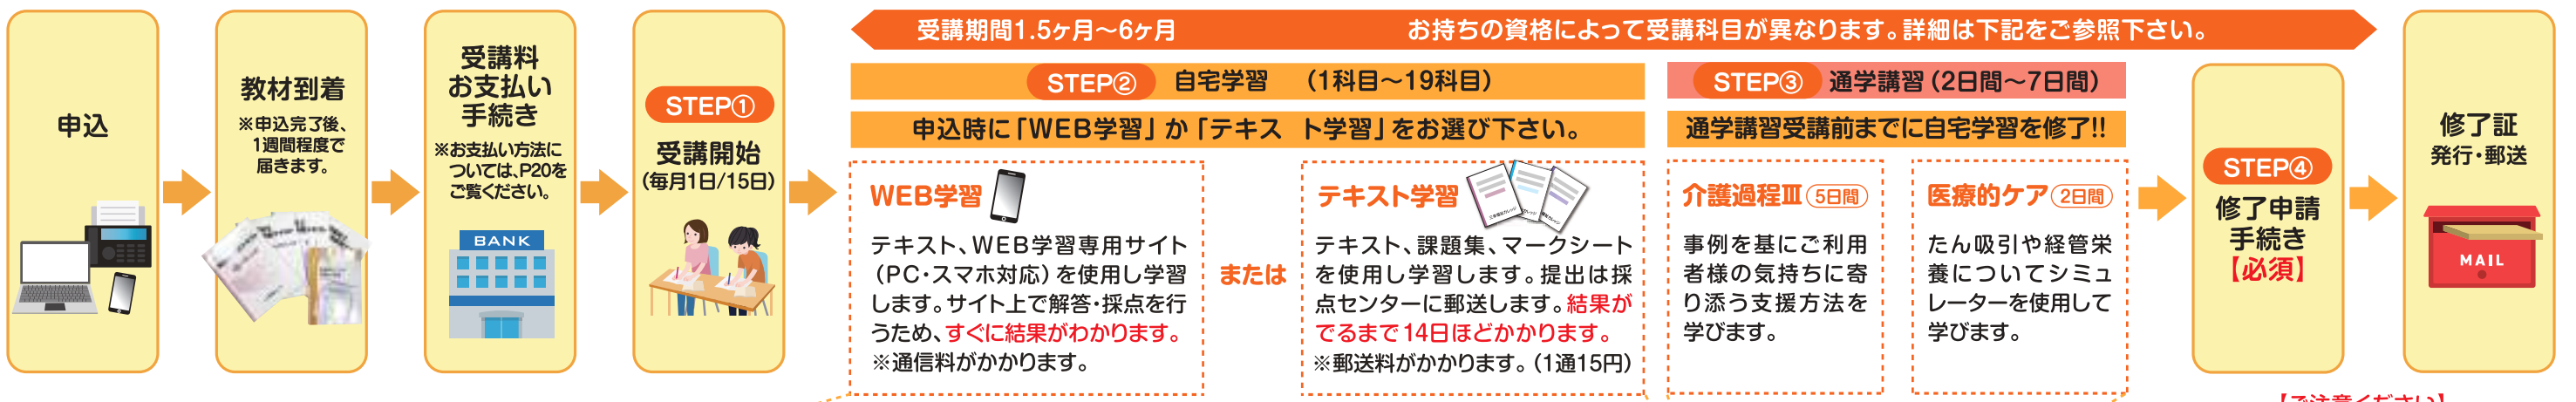 申込
教材到着
※申込完了後、
1週間程度で
届きます。
受講料
お支払い
手続き
※お支払い方法に
ついては、P20を
ご覧ください。
BANK
STEP①
受講開始
(毎月1日/15日)
受講期間1.5ヶ月～6ヶ月 お持ちの資格によって受講科目が異なります。詳細は下記をご参照下さい。
STEP② 自宅学習 (1科目～19科目)
申込時に「WEB学習」か「テキス ト学習」をお選び下さい。
WEB学習
テキスト、WEB学習専用サイト
(PC・スマホ対応)を使用し学習
します。サイト上で解答・採点を行
うため、すぐに結果がわかります。
※通信料がかかります。
または
テキスト学習
テキスト、課題集、マークシート
を使用し学習します。提出は採
点センターに郵送します。結果が
でるまで14日ほどかかります。
※郵送料がかかります。(1通15円)
STEP③ 通学講習(2日間～7日間)
通学講習受講前までに自宅学習を修了!!
介護過程Ⅲ 5日間
事例を基にご利用
者様の気持ちに寄
り添う支援方法を
学びます。
医療的ケア 2日間
たん吸引や経管栄
養についてシミュ
レーターを使用して
学びます。
STEP④
修了申請
手続き
【必須】
修了証
発行・郵送
MAIL
【ご注意ください】